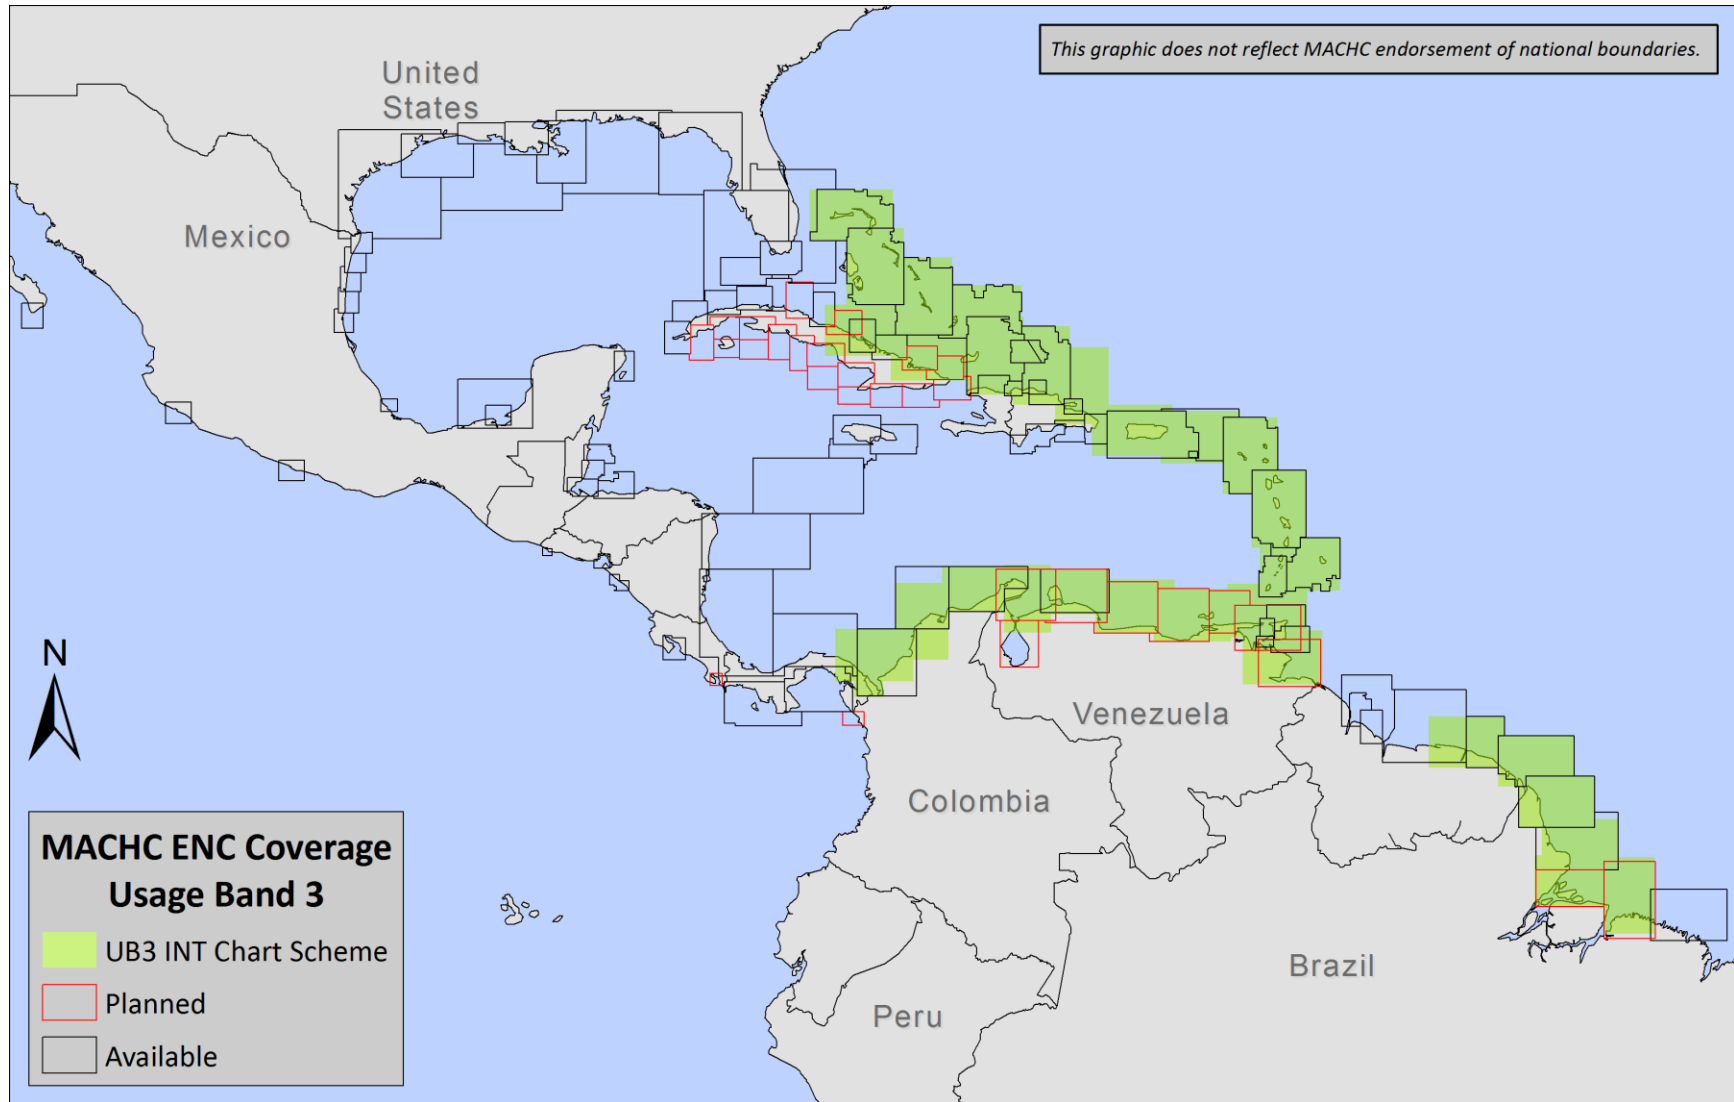 This graphic does not reflect MACHC endorsement of national boundaries.
United
States
Mexico
N
Venezuela
Colombia
Brazil
Peru
MACHC ENC Coverage
Usage Band 3
UB3 INT Chart Scheme
Planned
Available